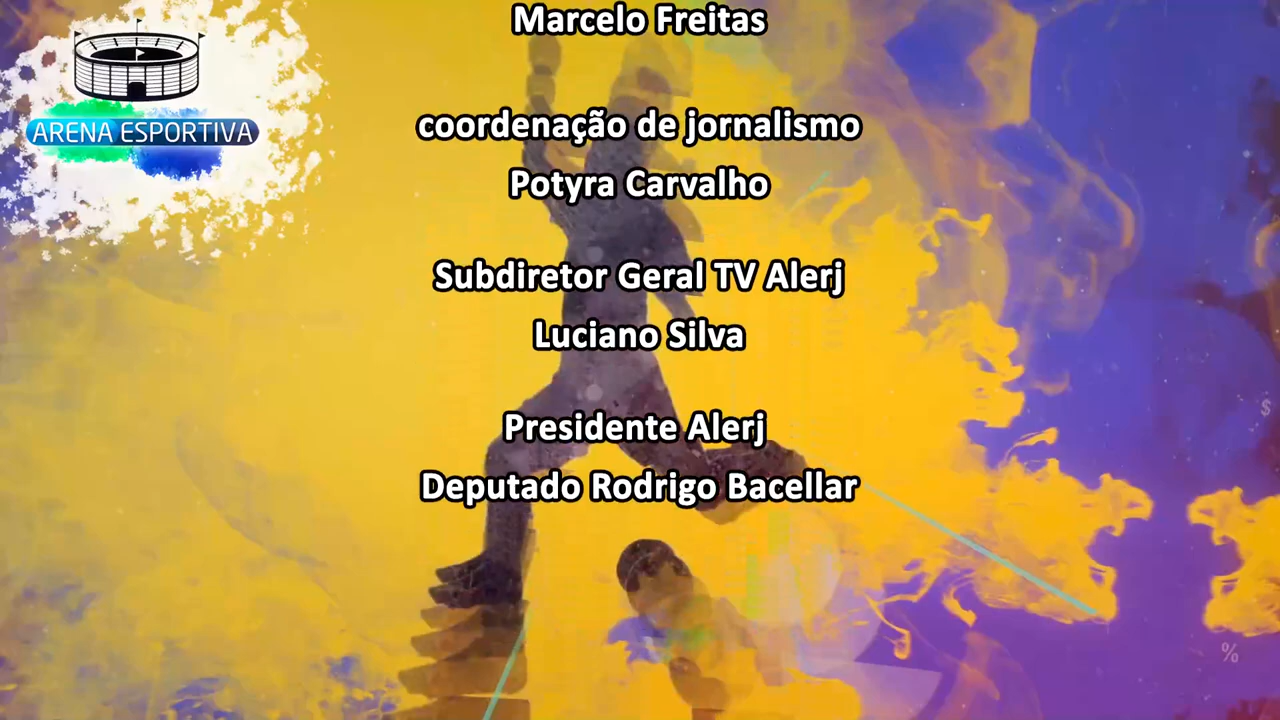 Marcelo Freitas
ARENA ESPORTIVA
coordenação de jornalismo
Potyra Carvalho
Subdiretor Geral TV Alerj
Luciano Silva
Presidente Alerj
$
Deputado Rodrigo Bacellar
%